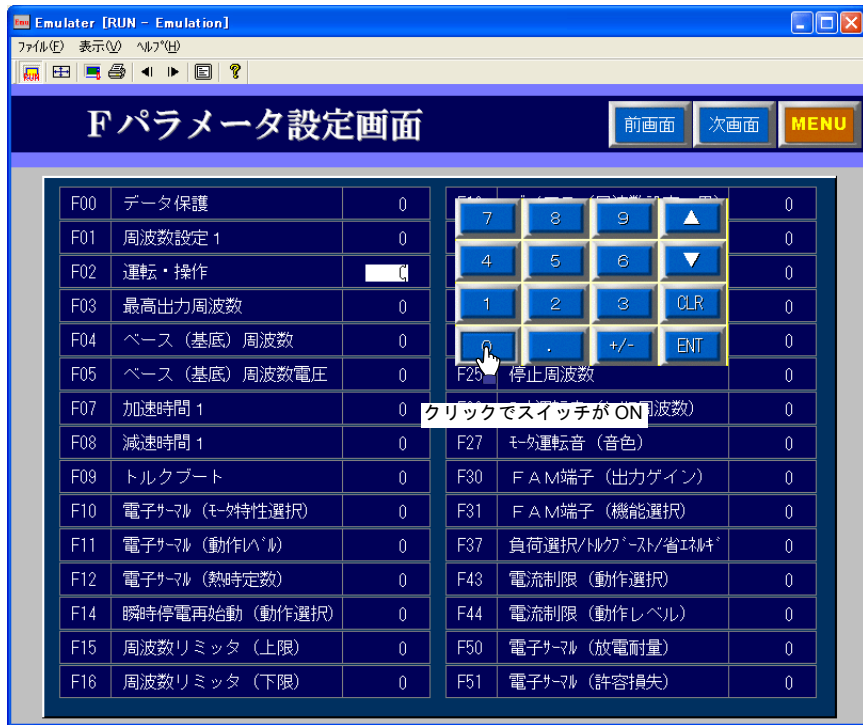 Emulater [RUN - Emulation]
ファイル(F) 表示(V) ヘルプ(H)
Fパラメータ設定画面
前画面
次画面
MENU
F00 データ保護 0
F01 周波数設定 1 0
F02 運転・操作
F03 最高出力周波数 0
F04 ベース (基底) 周波数 0
F05 ベース (基底) 周波数電圧 0
F07 加速時間 1 0
F08 減速時間 1 0
F09 トルクブート 0
F10 電子サーマル (モータ特性選択) 0
F11 電子サーマル (動作レベル) 0
F12 電子サーマル (熱時定数) 0
F14 瞬時停電再始動 (動作選択) 0
F15 周波数リミッタ (上限) 0
F16 周波数リミッタ (下限) 0
0
0
0
0
0
F25 停止周波数 0
周波数) 0
F27 モータ運転音 (音色) 0
F30 FAM端子 (出力ゲイン) 0
F31 FAM端子 (機能選択) 0
F37 負荷選択/トルクブースト/省エネルギ 0
F43 電流制限 (動作選択) 0
F44 電流制限 (動作レベル) 0
F50 電子サーマル (放電耐量) 0
F51 電子サーマル (許容損失) 0
7 8 9 ▲
4 5 6 ▼
1 2 3 CLR
0 . +/- ENT
クリックでスイッチが ON